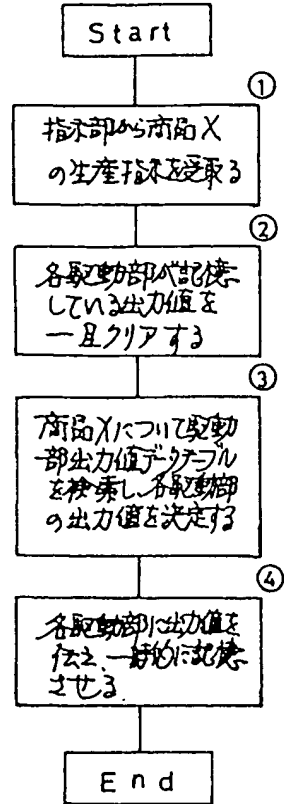 Start
①
指示部から商品X
の生産指示を受取る
②
各駆動部が記憶
している出力値を
一旦クリアする
③
商品Xについて駆動
部出力値データテーブル
を検索し、各駆動部
の出力値を決定する
④
各駆動部に出力値を
伝え、一時的に記憶
させる
End